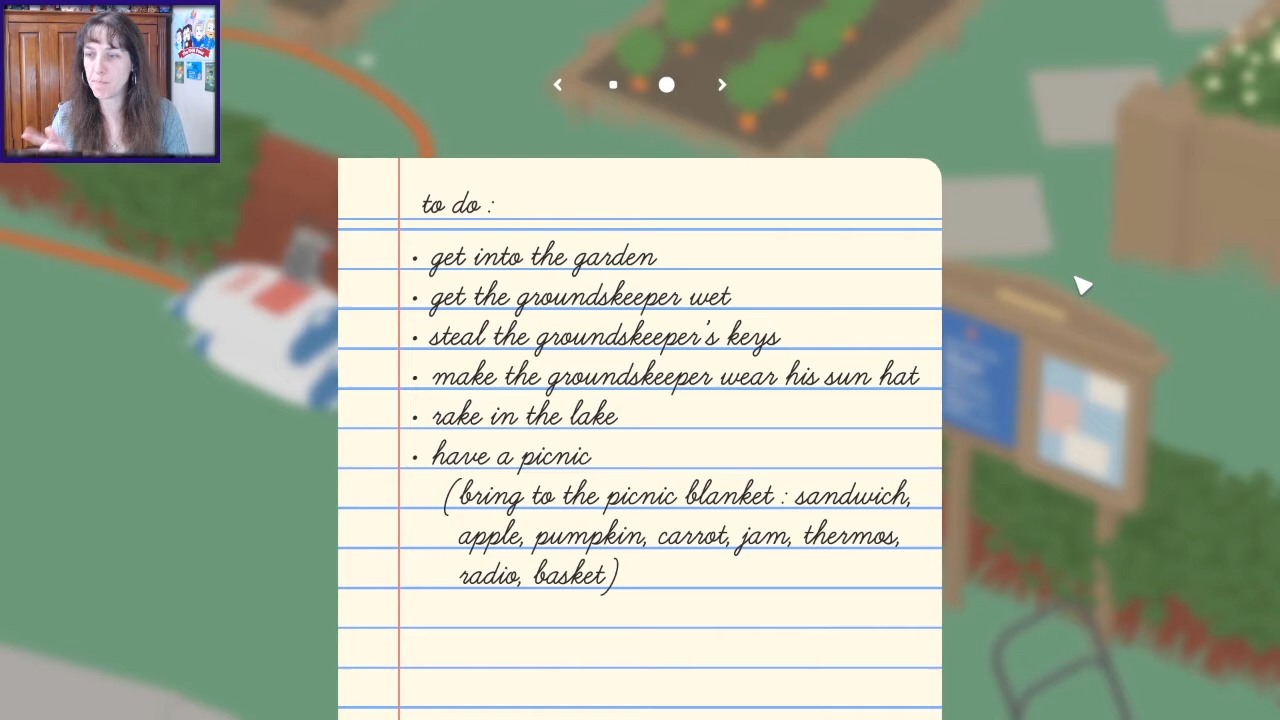 to do :
• get into the garden
• get the groundskeeper wet
• steal the groundskeeper's keys
• make the groundskeeper wear his sun hat
• rake in the lake
• have a picnic
(bring to the picnic blanket : sandwich,
apple, pumpkin, carrot, jam, thermos,
radio, basket)